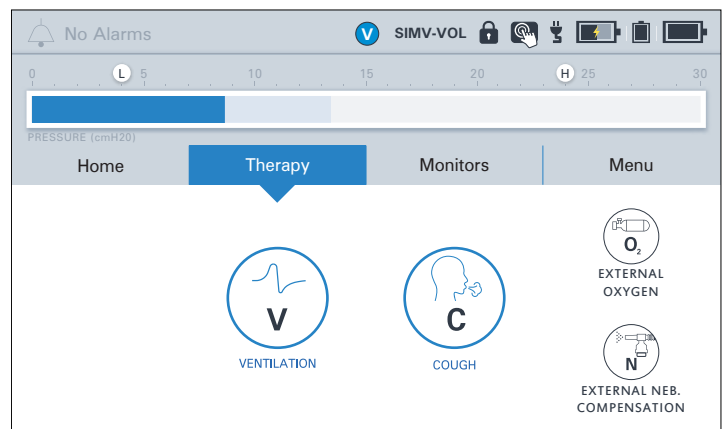 No Alarms
V SIMV-VOL
0 L 5 10 15 20 H 25 30
PRESSURE (cmH20)
Home Therapy Monitors Menu
V
VENTILATION
C
COUGH
O₂
EXTERNAL
OXYGEN
N
EXTERNAL NEB.
COMPENSATION